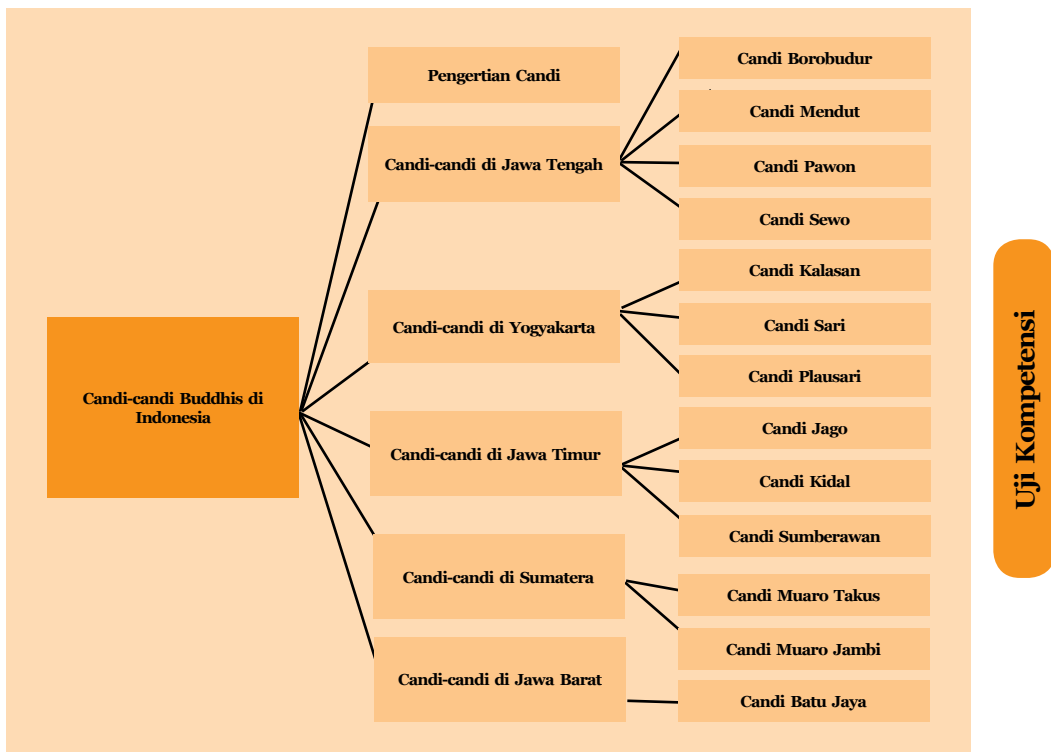 Candi-candi Buddhis di
Indonesia
Pengertian Candi
Candi-candi di Jawa Tengah
Candi Borobudur
Candi Mendut
Candi Pawon
Candi Sewo
Candi-candi di Yogyakarta
Candi Kalasan
Candi Sari
Candi Plausari
Candi-candi di Jawa Timur
Candi Jago
Candi Kidal
Candi Sumberawan
Candi-candi di Sumatera
Candi Muaro Takus
Candi Muaro Jambi
Candi-candi di Jawa Barat
Candi Batu Jaya
Uji Kompetensi